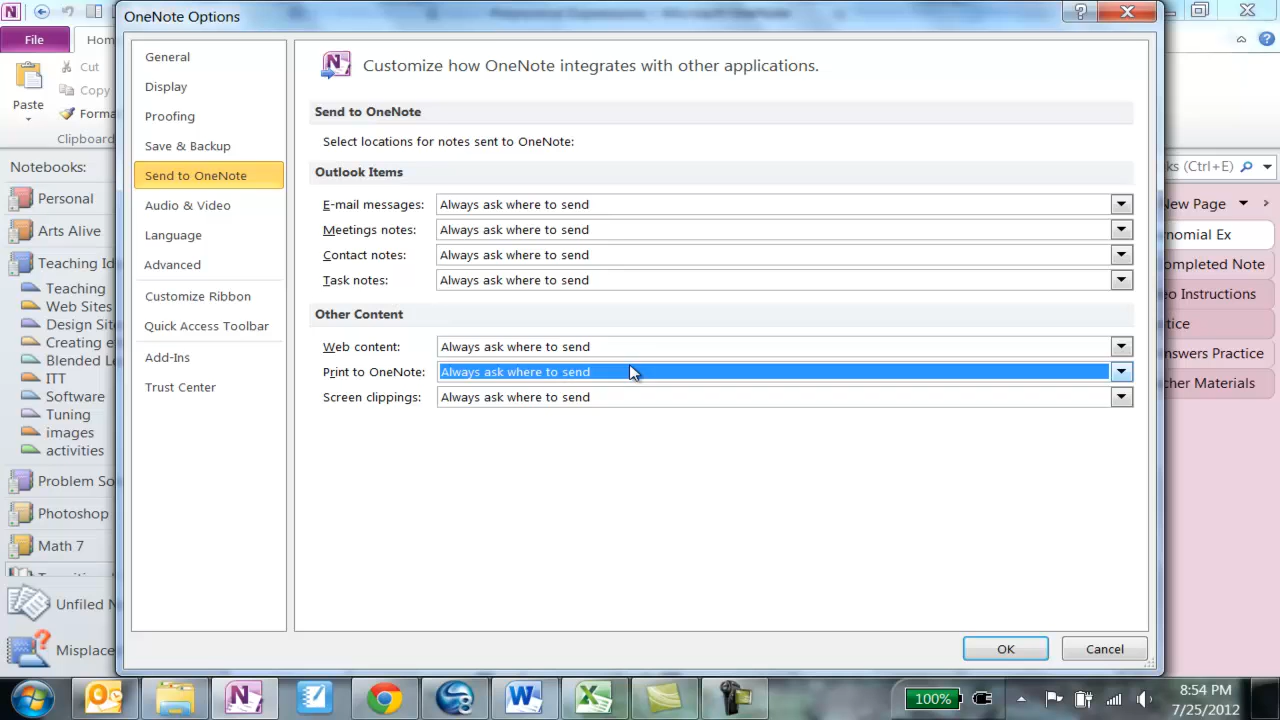 OneNote Options
File
Hom
Cut
Copy
Paste
Forma
Clipboard
Notebooks:
Personal
Arts Alive
Teaching Id
Teaching
Web Sites
Design Sit
Creating e
Blended L
ITT
Software
Tuning
images
activities
Problem So
Photoshop
Math 7
Unfiled N
Misplace
General
Display
Proofing
Save & Backup
Send to OneNote
Audio & Video
Language
Advanced
Customize Ribbon
Quick Access Toolbar
Add-Ins
Trust Center
Customize how OneNote integrates with other applications.
Send to OneNote
Select locations for notes sent to OneNote:
Outlook Items
E-mail messages: Always ask where to send
Meetings notes: Always ask where to send
Contact notes: Always ask where to send
Task notes: Always ask where to send
Other Content
Web content: Always ask where to send
Print to OneNote: Always ask where to send
Screen clippings: Always ask where to send
OK Cancel
ks (Ctrl+E)
ew Page
nomial Ex
ompleted Note
eo Instructions
tice
nswers Practice
cher Materials
100%
8:54 PM
7/25/2012